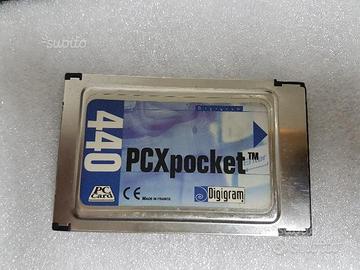 subito
440
PCXpocket™
PC
Card
CE
MADE IN FRANCE
Digigram